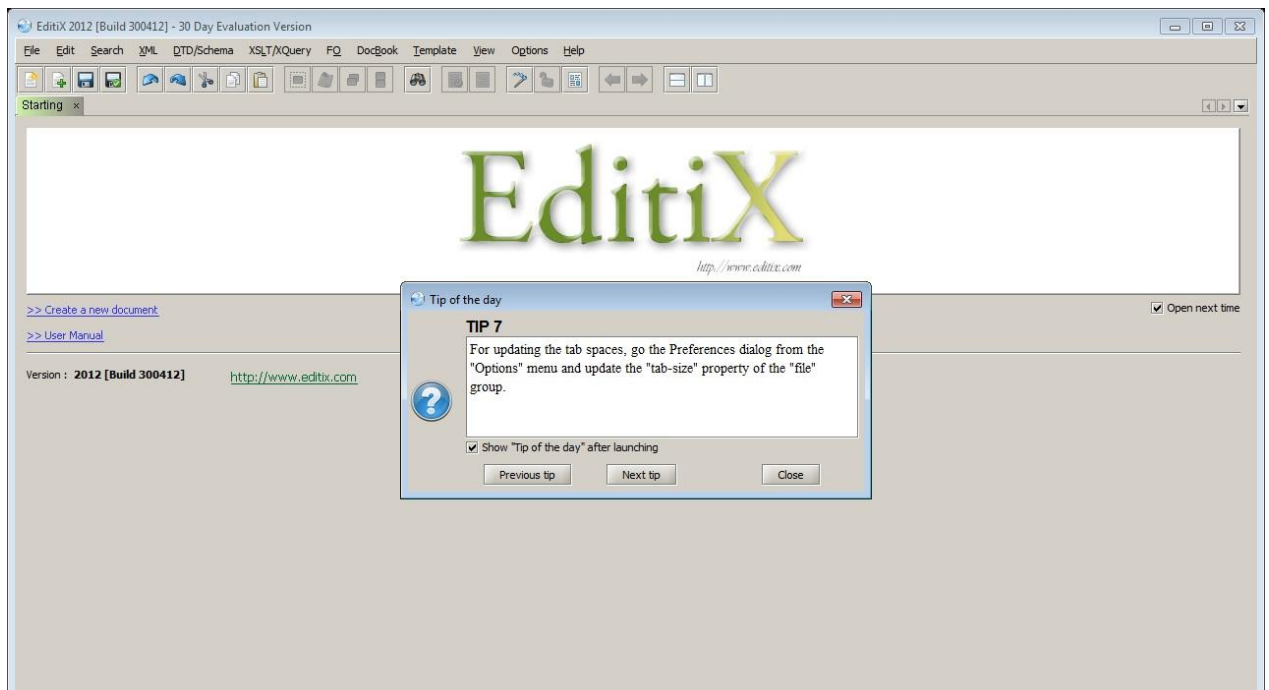 EditiX 2012 [Build 300412] - 30 Day Evaluation Version
File Edit Search XML DTD/Schema XSLT/XQuery FO DocBook Template View Options Help
Starting
EditiX
http://www.editix.com
>> Create a new document
Open next time
>> User Manual
Version : 2012 [Build 300412] http://www.editix.com
Tip of the day
TIP 7
For updating the tab spaces, go the Preferences dialog from the
"Options" menu and update the "tab-size" property of the "file"
group.
Show "Tip of the day" after launching
Previous tip Next tip Close